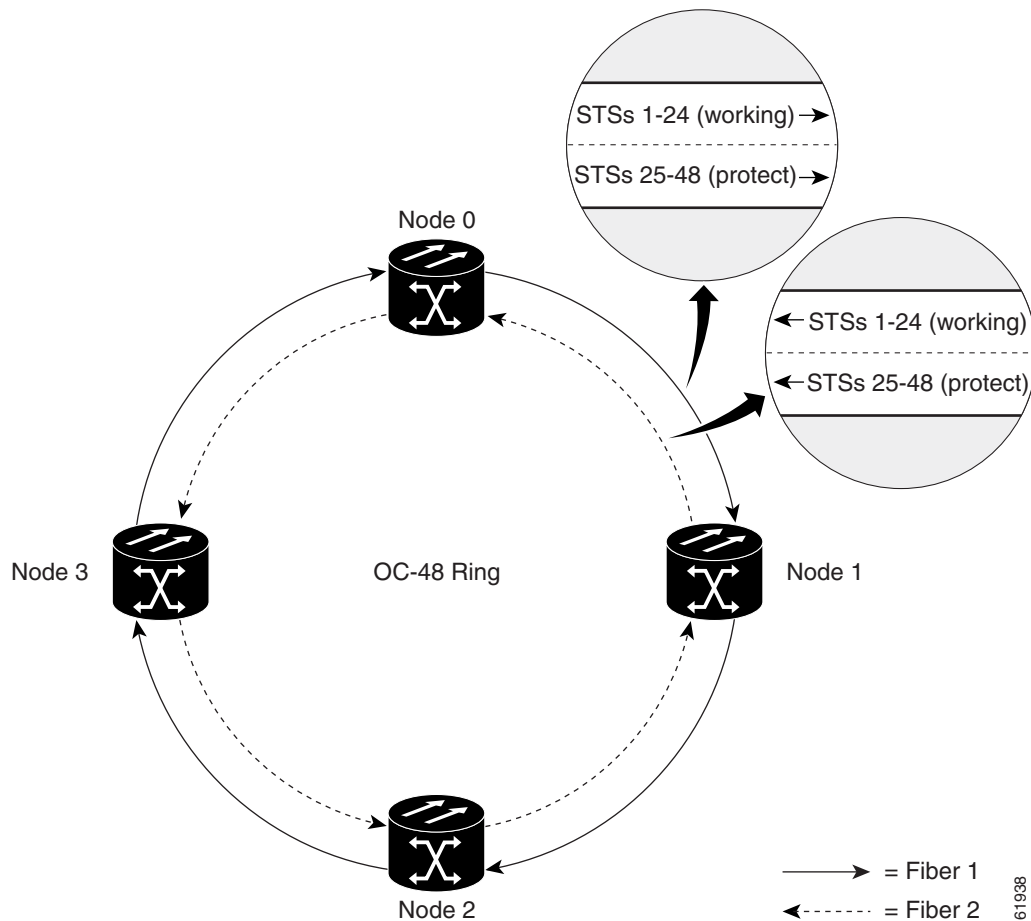 STSs 1-24 (working)
STSs 25-48 (protect)
Node 0
STSs 1-24 (working)
STSs 25-48 (protect)
Node 3
OC-48 Ring
Node 1
= Fiber 1
Node 2
= Fiber 2
61938